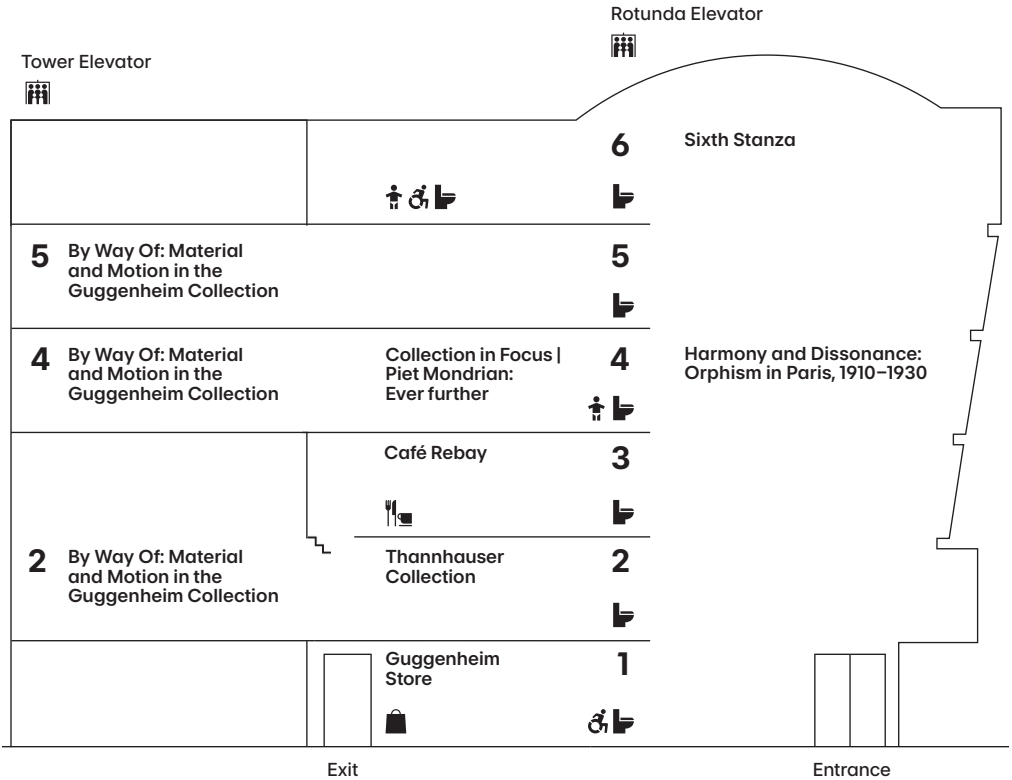 Rotunda Elevator
Tower Elevator
6
Sixth Stanza
5
By Way Of: Material
and Motion in the
Guggenheim Collection
5
4
By Way Of: Material
and Motion in the
Guggenheim Collection
Collection in Focus |
Piet Mondrian:
Ever further
4
Harmony and Dissonance:
Orphism in Paris, 1910–1930
Café Rebay
3
2
By Way Of: Material
and Motion in the
Guggenheim Collection
Thannhauser
Collection
2
Guggenheim
Store
1
Exit
Entrance